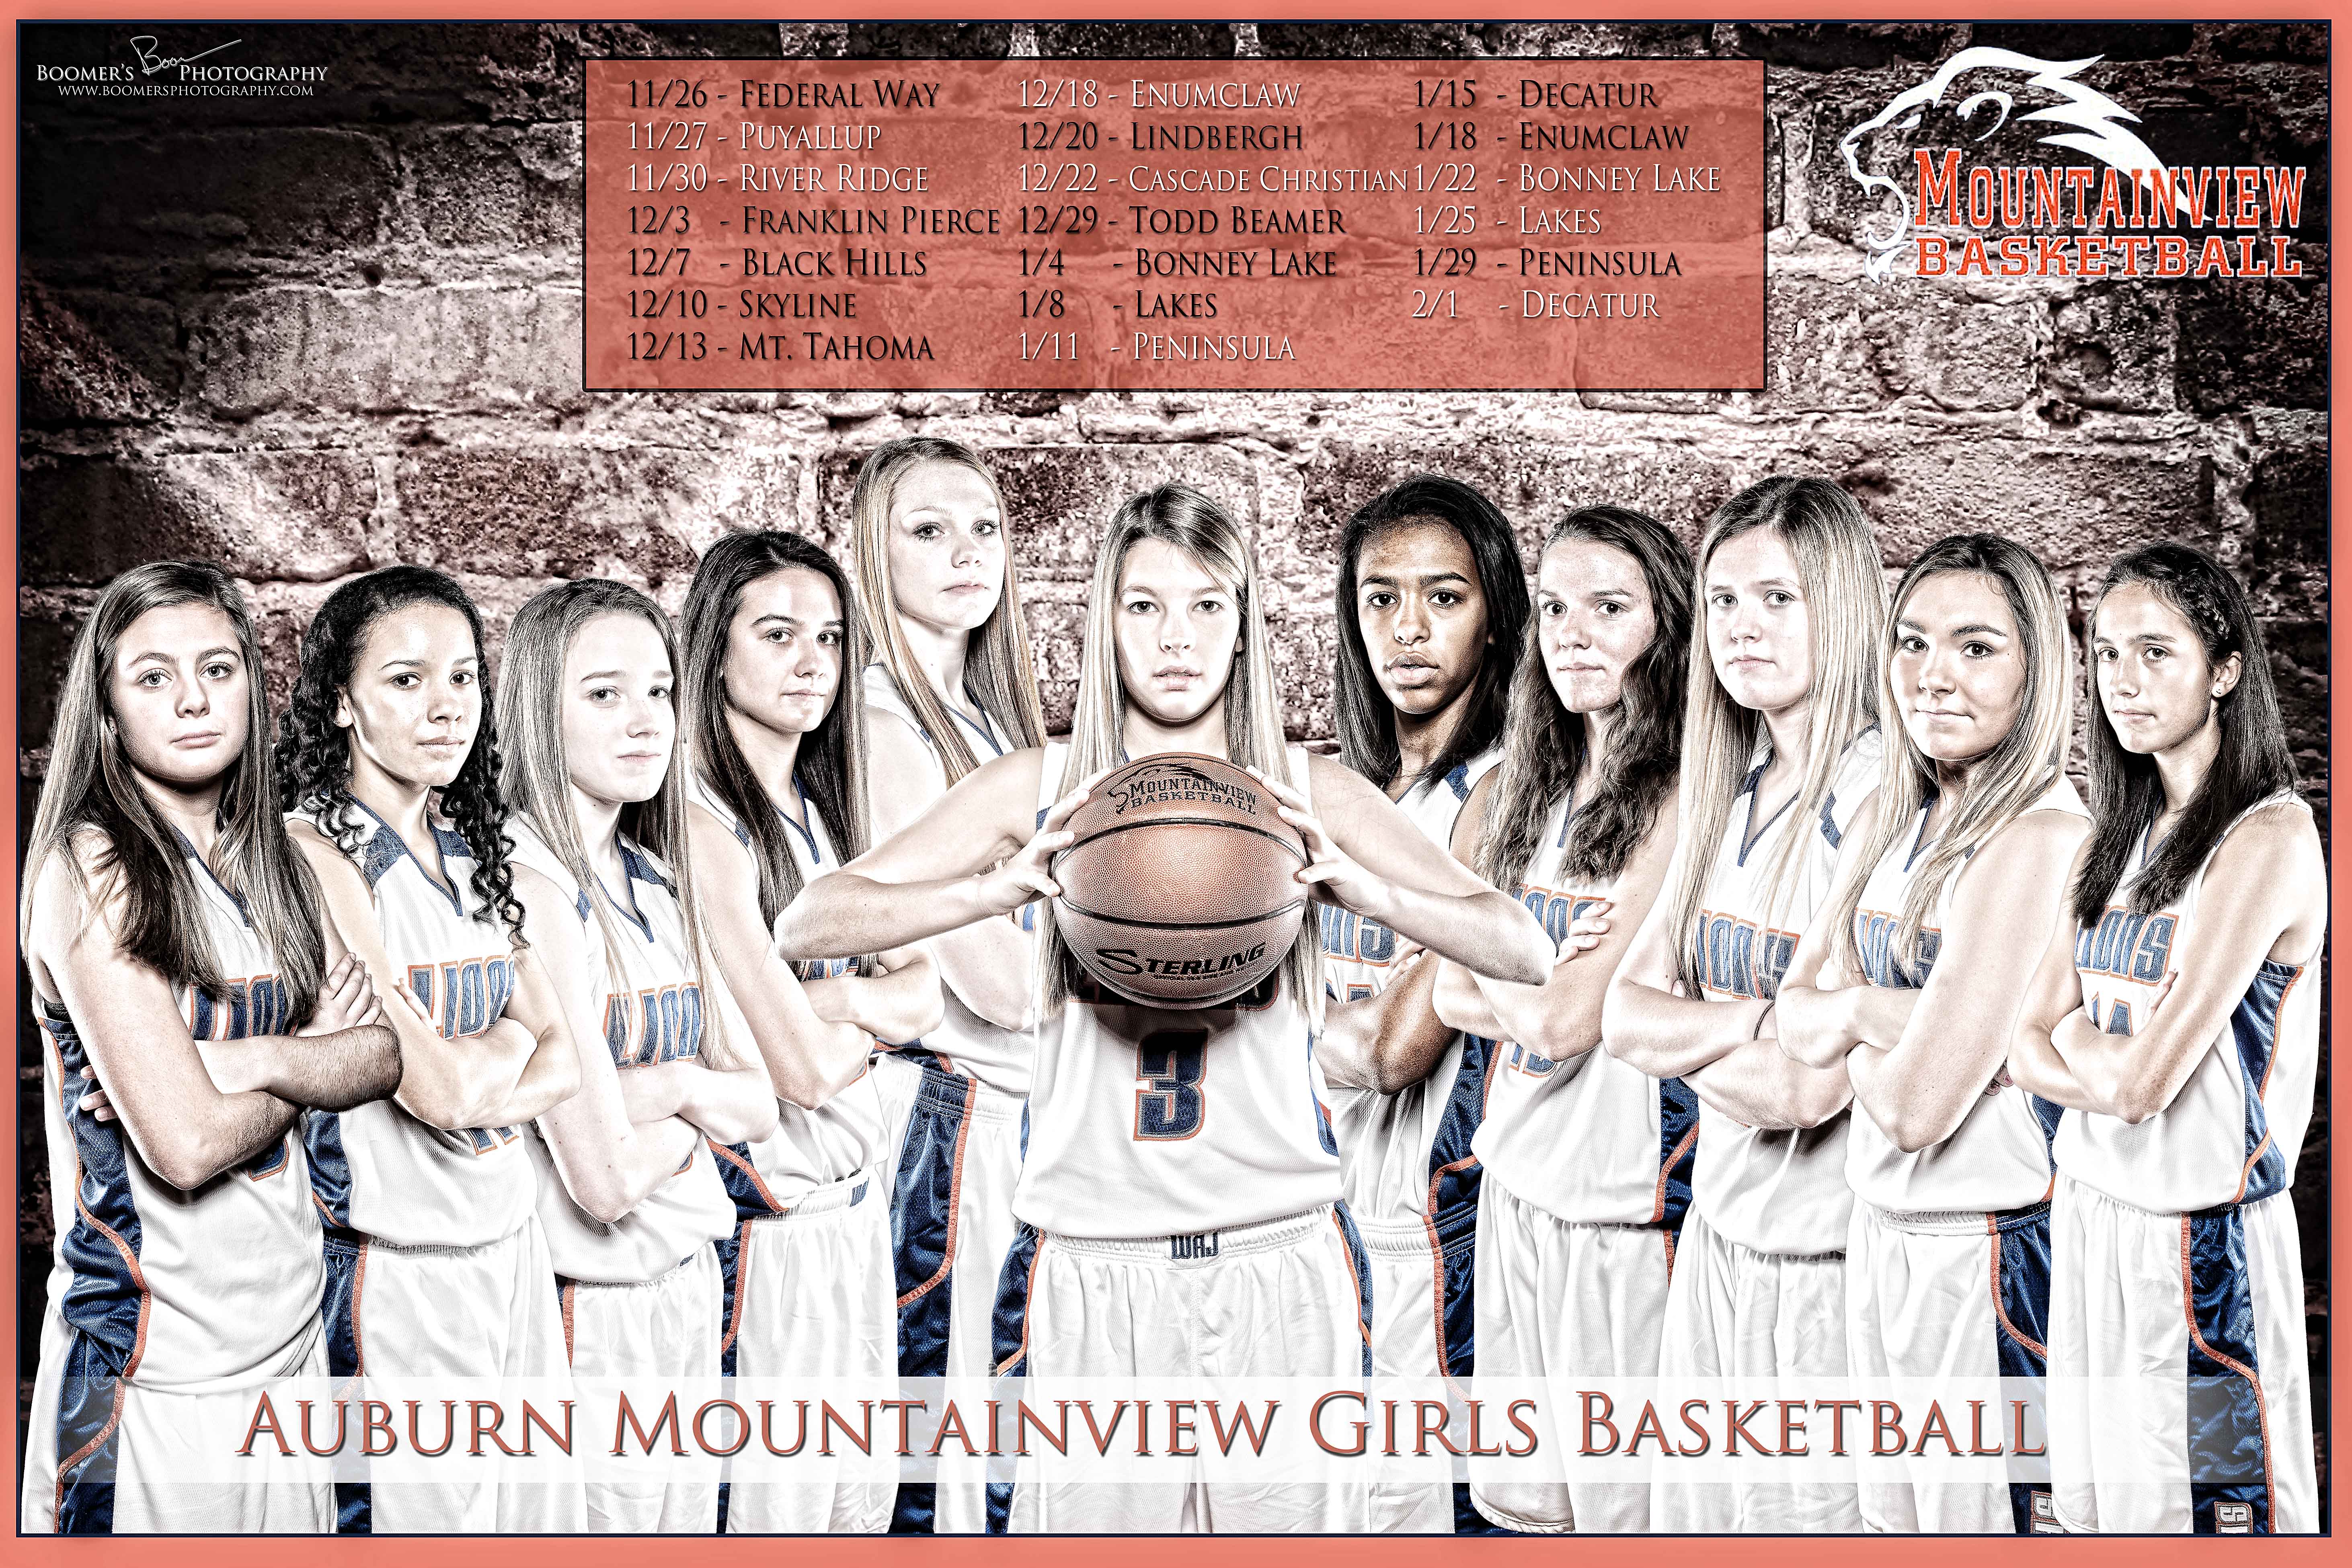 Boomer's Boom Photography
www.boomersphotography.com
11/26 - Federal Way
11/27 - Puyallup
11/30 - River Ridge
12/3 - Franklin Pierce
12/7 - Black Hills
12/10 - Skyline
12/13 - Mt. Tahoma
12/18 - Enumclaw
12/20 - Lindbergh
12/22 - Cascade Christian
12/29 - Todd Beamer
1/4 - Bonney Lake
1/8 - Lakes
1/11 - Peninsula
1/15 - Decatur
1/18 - Enumclaw
1/22 - Bonney Lake
1/25 - Lakes
1/29 - Peninsula
2/1 - Decatur
Mountainview
Basketball
Mountainview
Basketball
Sterling
LIONS
3
WAJ
Auburn Mountainview Girls Basketball